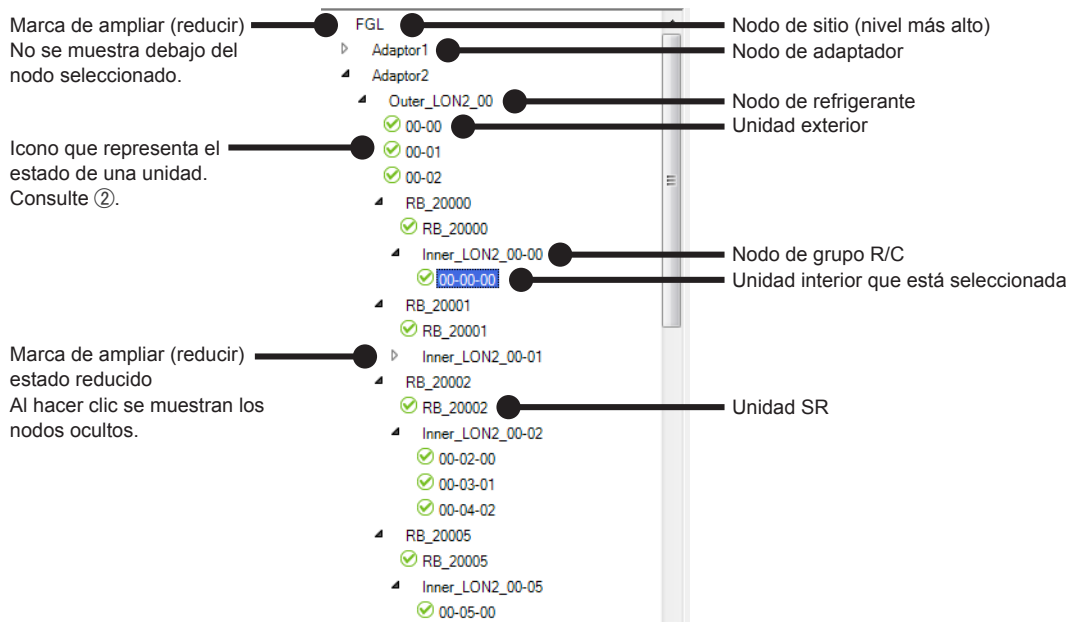 Marca de ampliar (reducir)
No se muestra debajo del
nodo seleccionado.
Icono que representa el
estado de una unidad.
Consulte ②.
Marca de ampliar (reducir)
estado reducido
Al hacer clic se muestran los
nodos ocultos.
FGL
Adaptor1
Adaptor2
Outer_LON2_00
00-00
00-01
00-02
RB_20000
RB_20000
Inner_LON2_00-00
00-00-00
RB_20001
RB_20001
Inner_LON2_00-01
RB_20002
RB_20002
Inner_LON2_00-02
00-02-00
00-03-01
00-04-02
RB_20005
RB_20005
Inner_LON2_00-05
00-05-00
Nodo de sitio (nivel más alto)
Nodo de adaptador
Nodo de refrigerante
Unidad exterior
Nodo de grupo R/C
Unidad interior que está seleccionada
Unidad SR